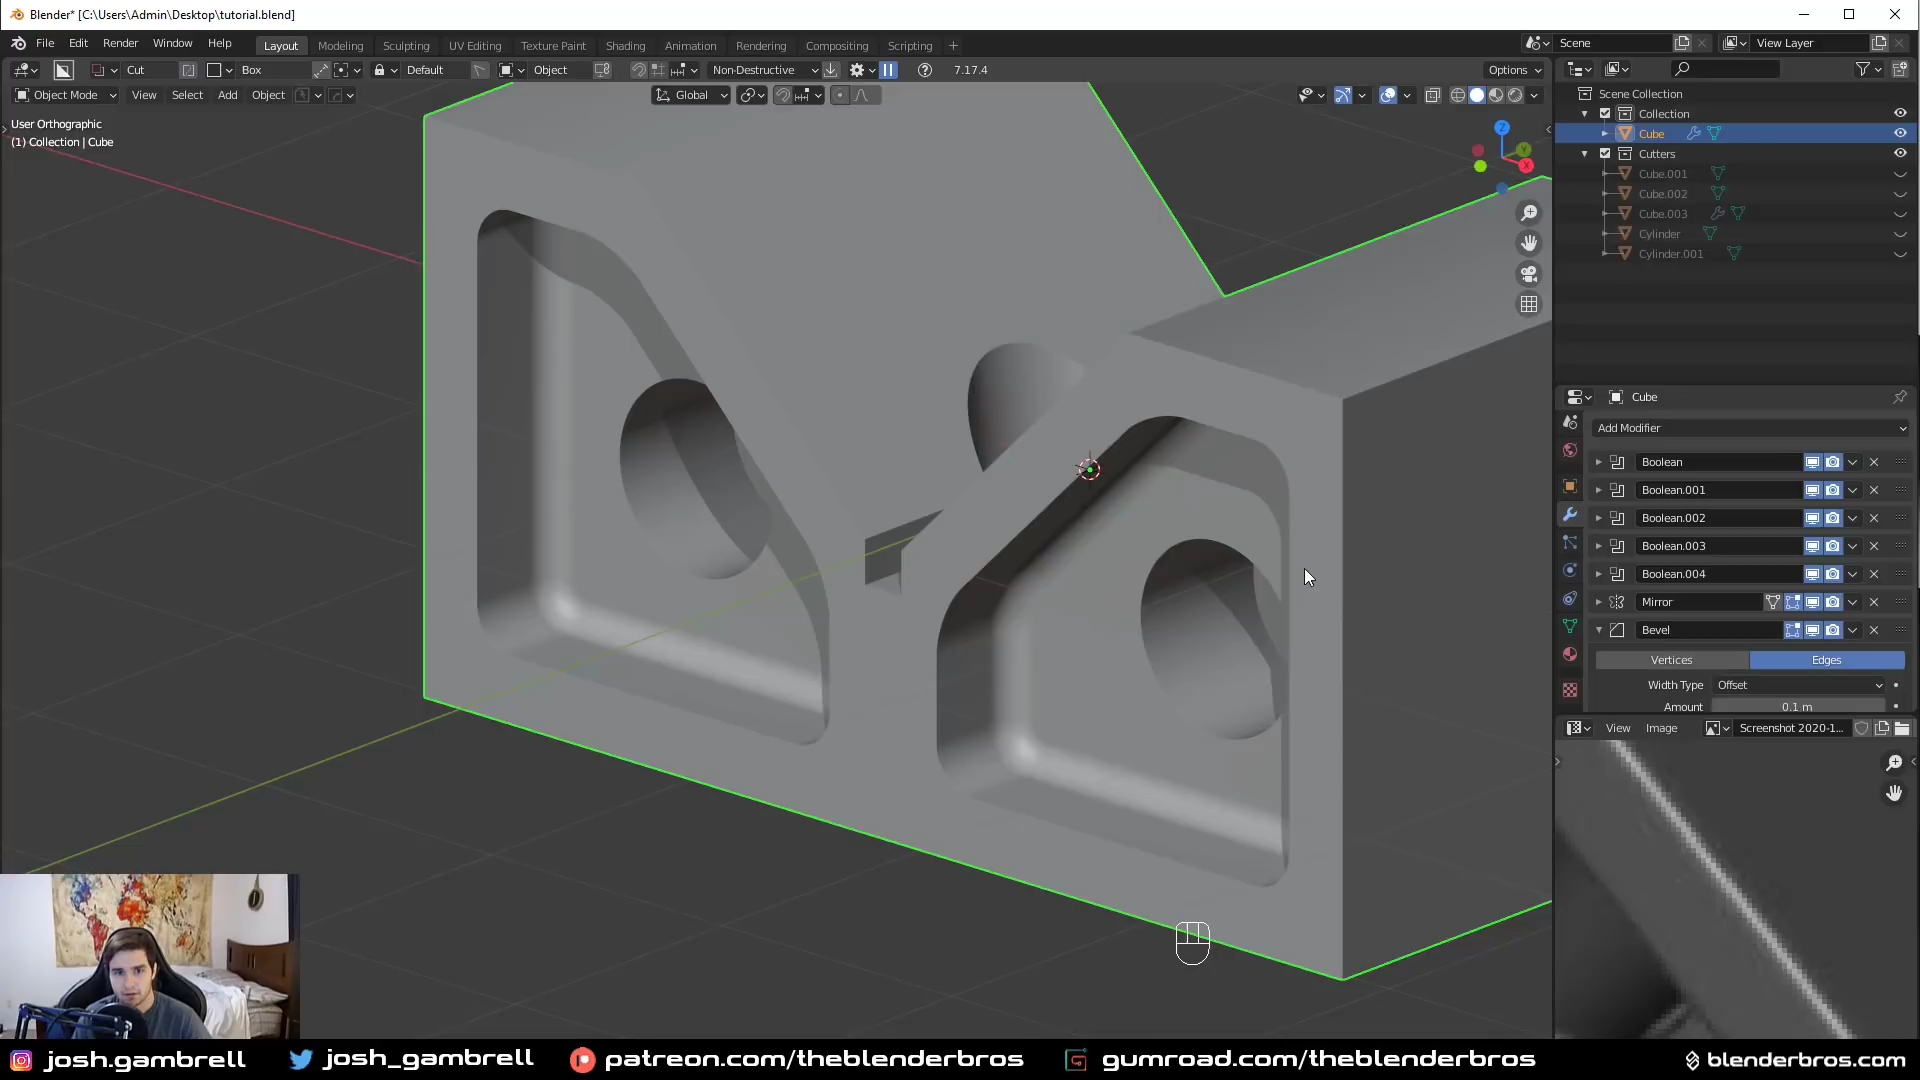 Blender* [C:\Users\Admin\Desktop\tutorial.blend]
File Edit Render Window Help
Layout Modeling Sculpting UV Editing Texture Paint Shading Animation Rendering Compositing Scripting +
Scene
View Layer
Cut Box Default Object Non-Destructive 7.17.4 Options
Object Mode View Select Add Object Global
User Orthographic
(1) Collection | Cube
Z
Y
X
Scene Collection
Collection
Cube
Cutters
Cube.001
Cube.002
Cube.003
Cylinder
Cylinder.001
Cube
Add Modifier
Boolean
Boolean.001
Boolean.002
Boolean.003
Boolean.004
Mirror
Bevel
Vertices Edges
Width Type Offset
Amount 0.1 m
View Image Screenshot 2020-1...
josh.gambrell josh_gambrell patreon.com/theblenderbros gumroad.com/theblenderbros blenderbros.com